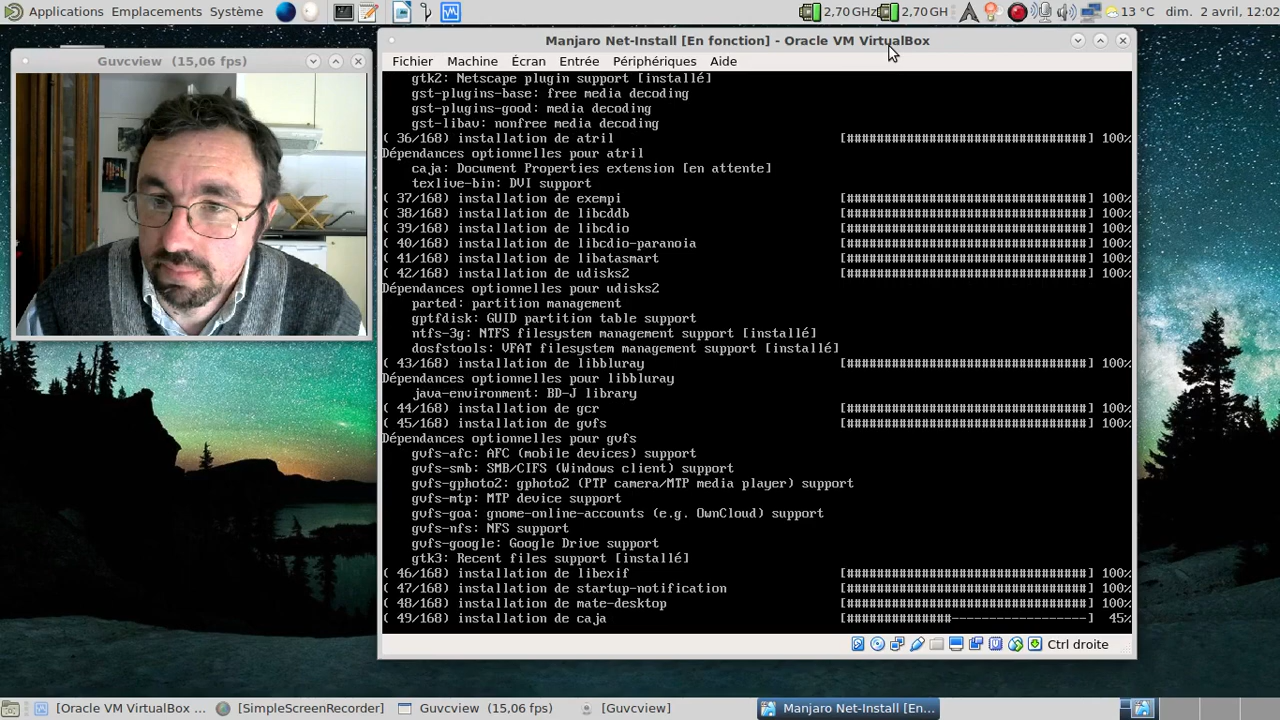 Applications Emplacements Système 2,70 GHz 2,70 GH 13 °C dim. 2 avril, 12:02
Guvcview (15,06 fps)
Manjaro Net-Install [En fonction] - Oracle VM VirtualBox
Fichier Machine Écran Entrée Périphériques Aide
gtk2: Netscape plugin support [installé]
gst-plugins-base: free media decoding
gst-plugins-good: media decoding
gst-libav: nonfree media decoding
( 36/168) installation de atril [################################] 100%
Dépendances optionnelles pour atril
caja: Document Properties extension [en attente]
texlive-bin: DVI support
( 37/168) installation de exempi [################################] 100%
( 38/168) installation de libcddb [################################] 100%
( 39/168) installation de libcdio [################################] 100%
( 40/168) installation de libcdio-paranoia [################################] 100%
( 41/168) installation de libatasmart [################################] 100%
( 42/168) installation de udisks2 [################################] 100%
Dépendances optionnelles pour udisks2
parted: partition management
gptfdisk: GUID partition table support
ntfs-3g: NTFS filesystem management support [installé]
dosfstools: VFAT filesystem management support [installé]
( 43/168) installation de libbluray [################################] 100%
Dépendances optionnelles pour libbluray
java-environment: BD-J library
( 44/168) installation de gcr [################################] 100%
( 45/168) installation de gvfs [################################] 100%
Dépendances optionnelles pour gvfs
gvfs-afc: AFC (mobile devices) support
gvfs-smb: SMB/CIFS (Windows client) support
gvfs-gphoto2: gphoto2 (PTP camera/MTP media player) support
gvfs-mtp: MTP device support
gvfs-goa: gnome-online-accounts (e.g. OwnCloud) support
gvfs-nfs: NFS support
gvfs-google: Google Drive support
gtk3: Recent files support [installé]
( 46/168) installation de libexif [################################] 100%
( 47/168) installation de startup-notification [################################] 100%
( 48/168) installation de mate-desktop [################################] 100%
( 49/168) installation de caja [##############------------------] 45%
Ctrl droite
[Oracle VM VirtualBox ... [SimpleScreenRecorder] Guvcview (15,06 fps) [Guvcview] Manjaro Net-Install [En...